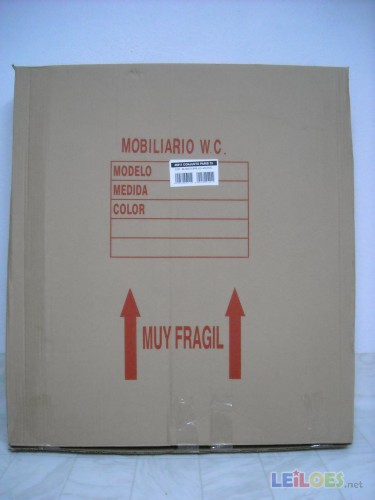 MOBILIARIO W C.
MODELO
MEDIDA
COLOR
MUY FRAGIL
LEiLOES.net